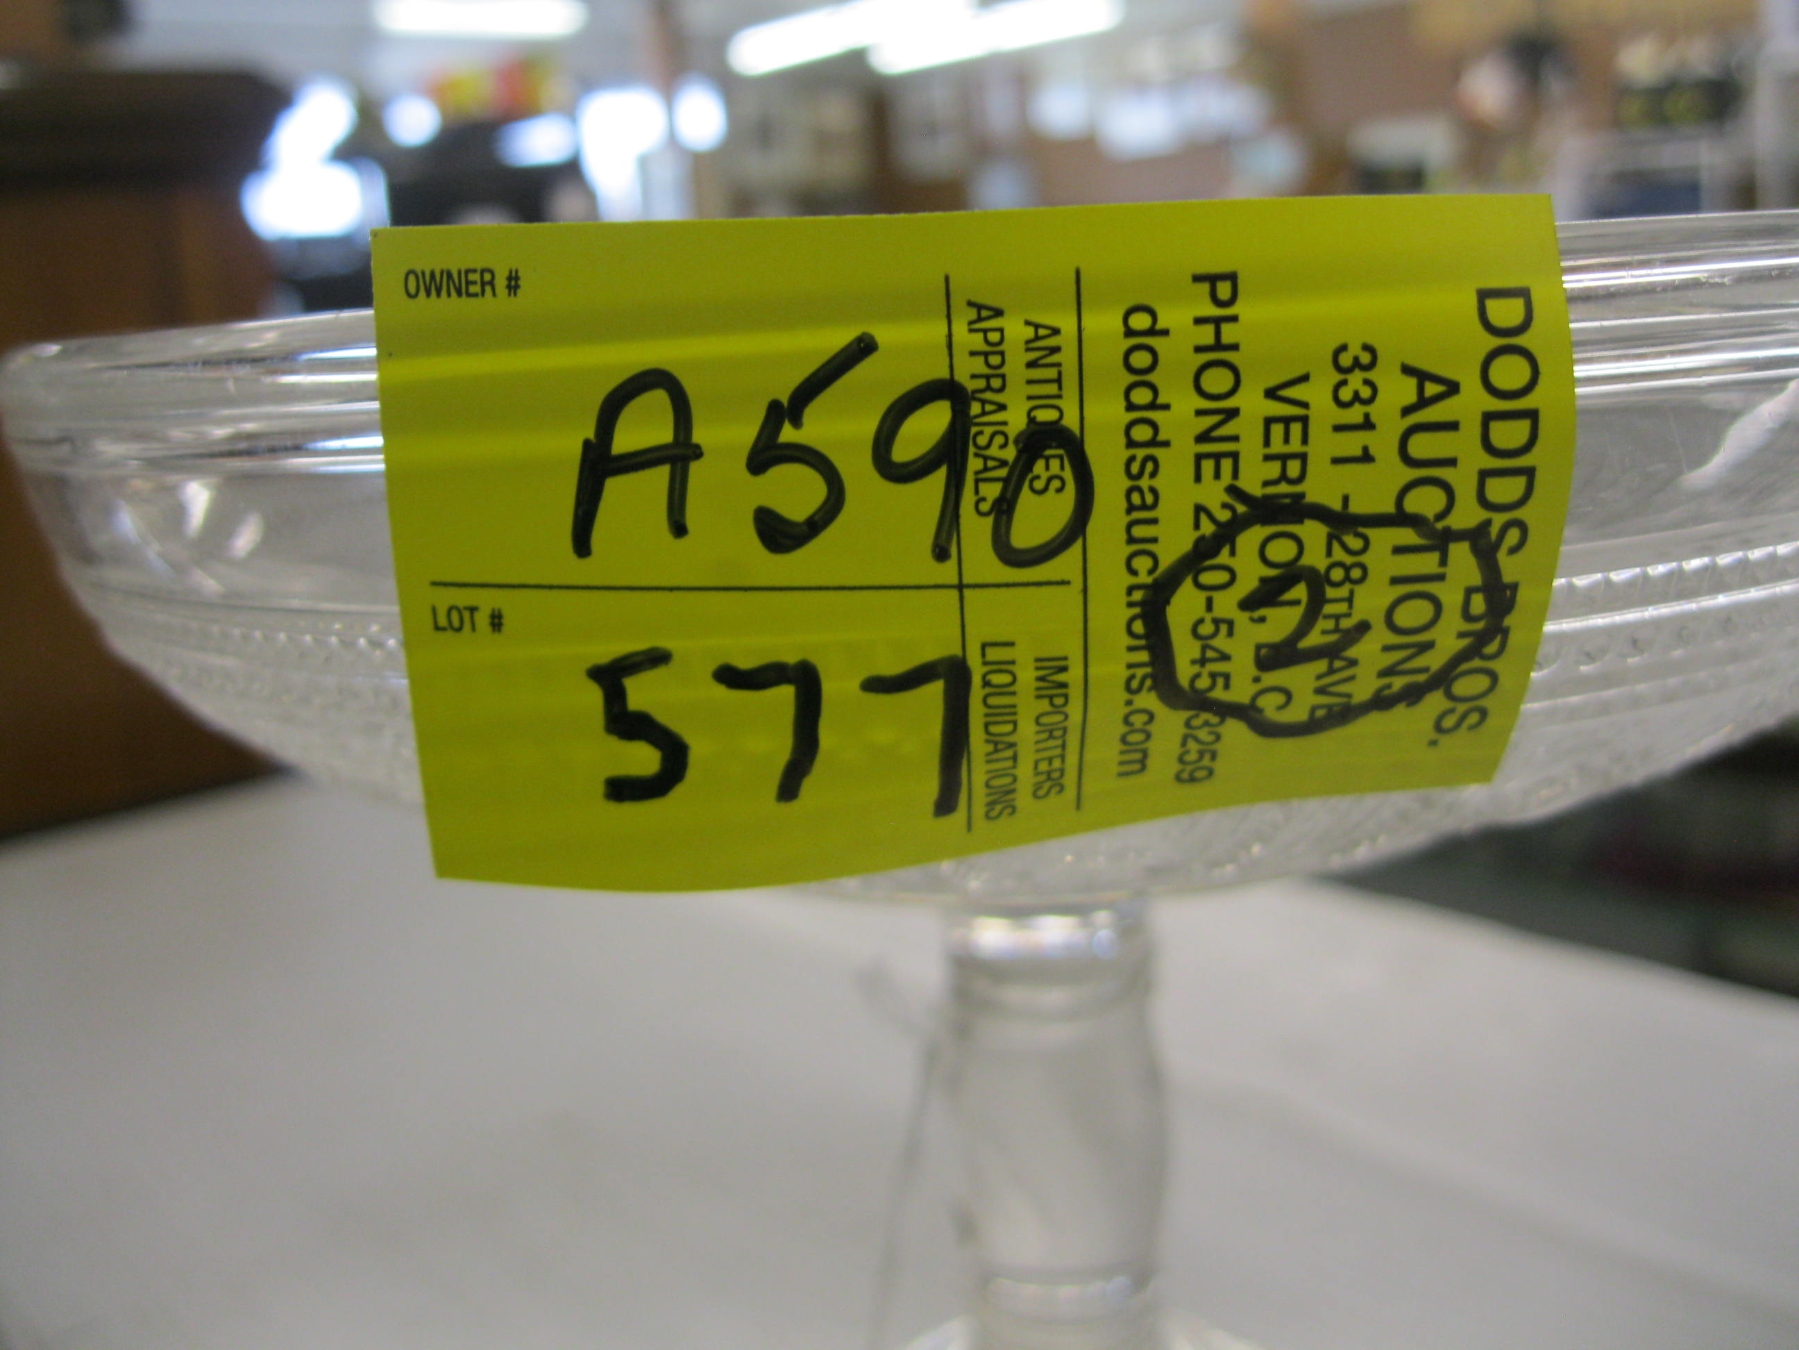 OWNER #
A590
LOT #
577
ANTIQUES
APPRAISALS
IMPORTERS
LIQUIDATIONS
DODDS BROS.
AUCTIONS
3311 - 28TH AVE
VERNON, B.C
PHONE 250-545-3259
doddsauctions.com
2